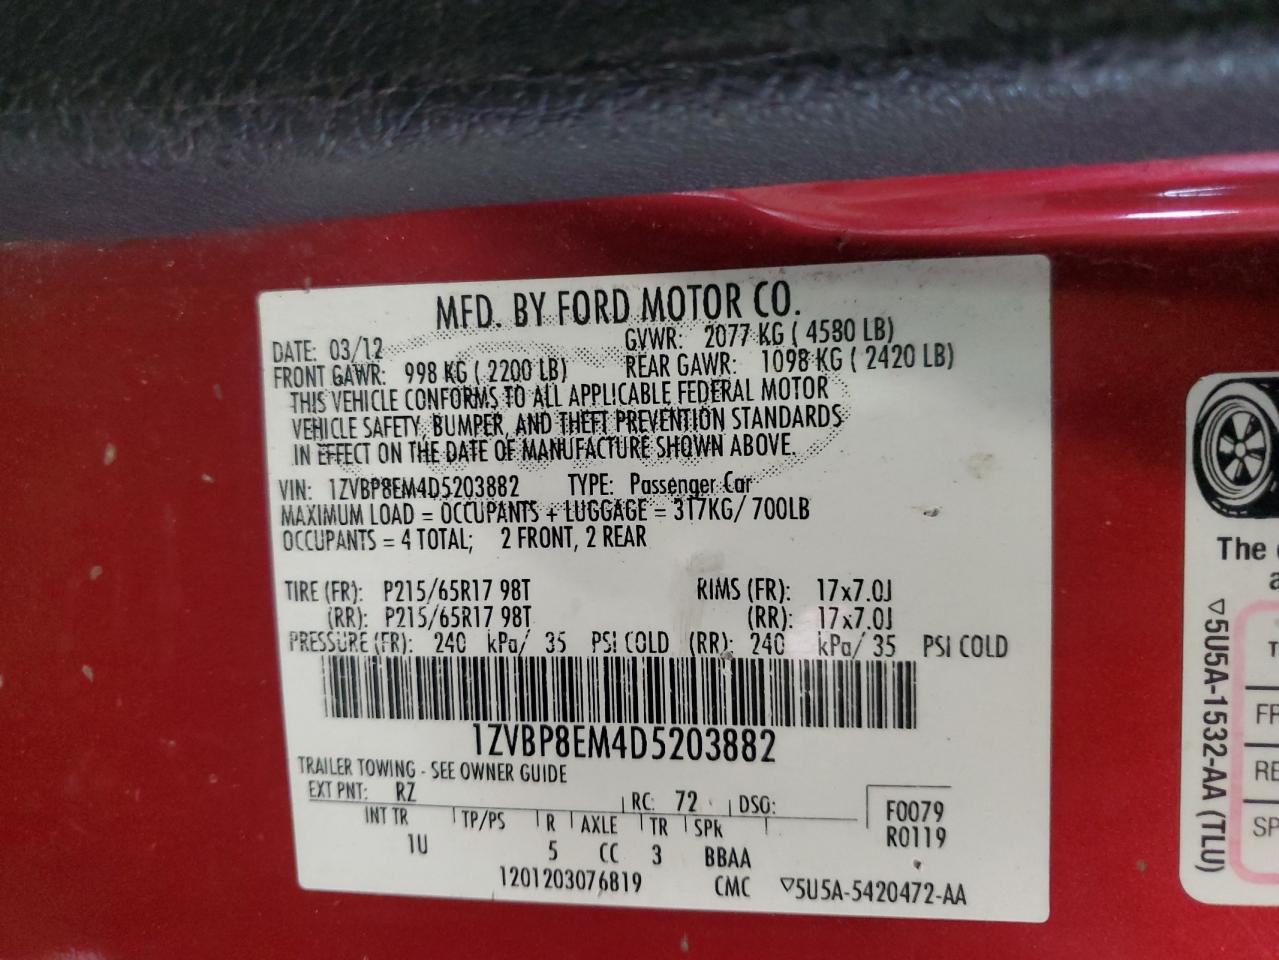 MFD. BY FORD MOTOR CO.
DATE: 03/12 GVWR: 2077 KG ( 4580 LB)
FRONT GAWR: 998 KG ( 2200 LB) REAR GAWR: 1098 KG ( 2420 LB)
THIS VEHICLE CONFORMS TO ALL APPLICABLE FEDERAL MOTOR
VEHICLE SAFETY, BUMPER, AND THEFT PREVENTION STANDARDS
IN EFFECT ON THE DATE OF MANUFACTURE SHOWN ABOVE.
VIN: 1ZVBP8EM4D5203882 TYPE: Passenger Car
MAXIMUM LOAD = OCCUPANTS + LUGGAGE = 317KG/ 700LB
OCCUPANTS = 4 TOTAL; 2 FRONT, 2 REAR
TIRE (FR): P215/65R17 98T RIMS (FR): 17x7.0J
(RR): P215/65R17 98T (RR): 17x7.0J
PRESSURE (FR): 240 kPa/ 35 PSI COLD (RR): 240 kPa/ 35 PSI COLD
1ZVBP8EM4D5203882
TRAILER TOWING - SEE OWNER GUIDE
EXT PNT: RZ RC: 72 DSO: F0079
INT TR TP/PS R AXLE TR SPK R0119
1U 5 CC 3 BBAA
1201203076819 CMC ▽5U5A-5420472-AA
The
▽5U5A-1532-AA (TLU)
FR
RE
SP